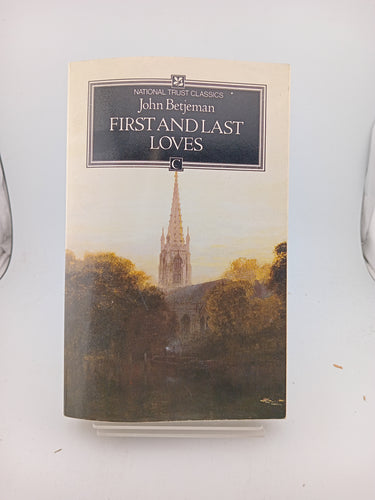 NATIONAL TRUST CLASSICS
John Betjeman
FIRST AND LAST
LOVES
C